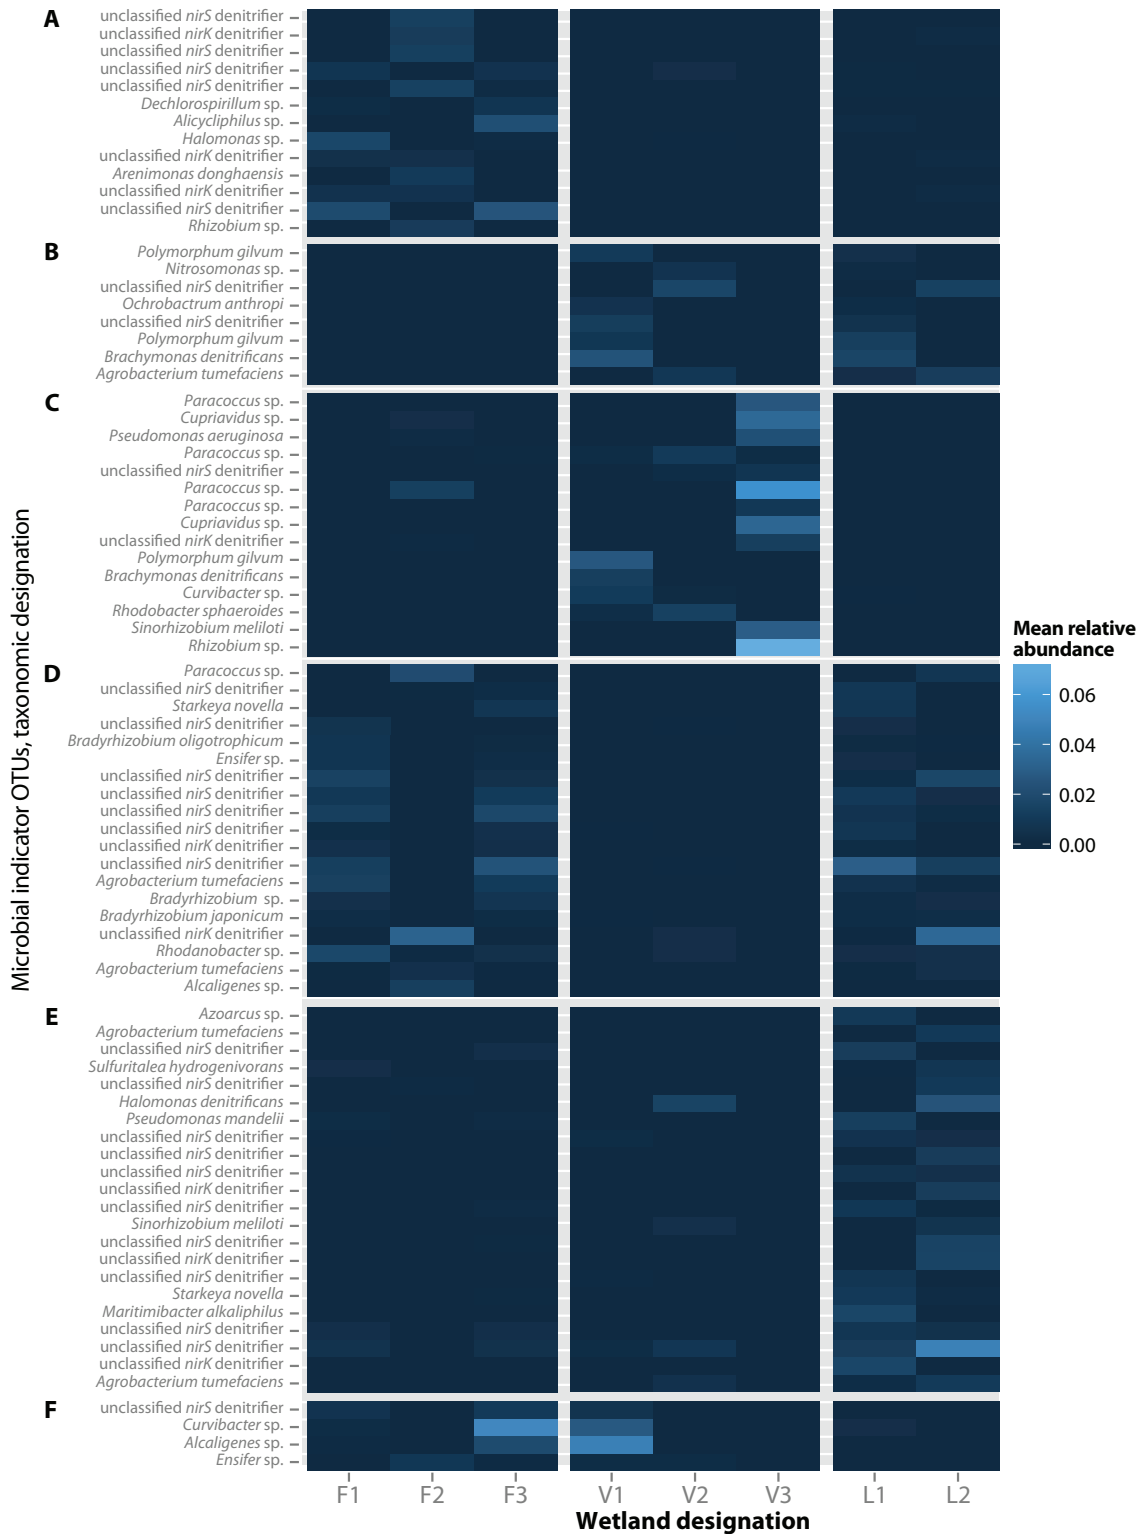 A
unclassified nirS denitrifier
unclassified nirK denitrifier
unclassified nirS denitrifier
unclassified nirS denitrifier
unclassified nirS denitrifier
Dechlorospirillum sp.
Alicycliphilus sp.
Halomonas sp.
unclassified nirK denitrifier
Arenimonas donghaensis
unclassified nirK denitrifier
unclassified nirS denitrifier
Rhizobium sp.
B
Polymorphum gilvum
Nitrosomonas sp.
unclassified nirS denitrifier
Ochrobactrum anthropi
unclassified nirS denitrifier
Polymorphum gilvum
Brachymonas denitrificans
Agrobacterium tumefaciens
C
Paracoccus sp.
Cupriavidus sp.
Pseudomonas aeruginosa
Paracoccus sp.
unclassified nirS denitrifier
Paracoccus sp.
Paracoccus sp.
Cupriavidus sp.
unclassified nirK denitrifier
Polymorphum gilvum
Brachymonas denitrificans
Curvibacter sp.
Rhodobacter sphaeroides
Sinorhizobium meliloti
Rhizobium sp.
D
Paracoccus sp.
unclassified nirS denitrifier
Starkeya novella
unclassified nirS denitrifier
Bradyrhizobium oligotrophicum
Ensifer sp.
unclassified nirS denitrifier
unclassified nirS denitrifier
unclassified nirS denitrifier
unclassified nirS denitrifier
unclassified nirK denitrifier
unclassified nirS denitrifier
Agrobacterium tumefaciens
Bradyrhizobium sp.
Bradyrhizobium japonicum
unclassified nirK denitrifier
Rhodanobacter sp.
Agrobacterium tumefaciens
Alcaligenes sp.
E
Azoarcus sp.
Agrobacterium tumefaciens
unclassified nirS denitrifier
Sulfuritalea hydrogenivorans
unclassified nirS denitrifier
Halomonas denitrificans
Pseudomonas mandelii
unclassified nirS denitrifier
unclassified nirS denitrifier
unclassified nirS denitrifier
unclassified nirK denitrifier
unclassified nirS denitrifier
Sinorhizobium meliloti
unclassified nirS denitrifier
unclassified nirK denitrifier
unclassified nirS denitrifier
Starkeya novella
Maritimibacter alkaliphilus
unclassified nirS denitrifier
unclassified nirS denitrifier
unclassified nirK denitrifier
Agrobacterium tumefaciens
F
unclassified nirS denitrifier
Curvibacter sp.
Alcaligenes sp.
Ensifer sp.
F1 F2 F3 V1 V2 V3 L1 L2
Wetland designation
Microbial indicator OTUs, taxonomic designation
Mean relative
abundance
0.06
0.04
0.02
0.00